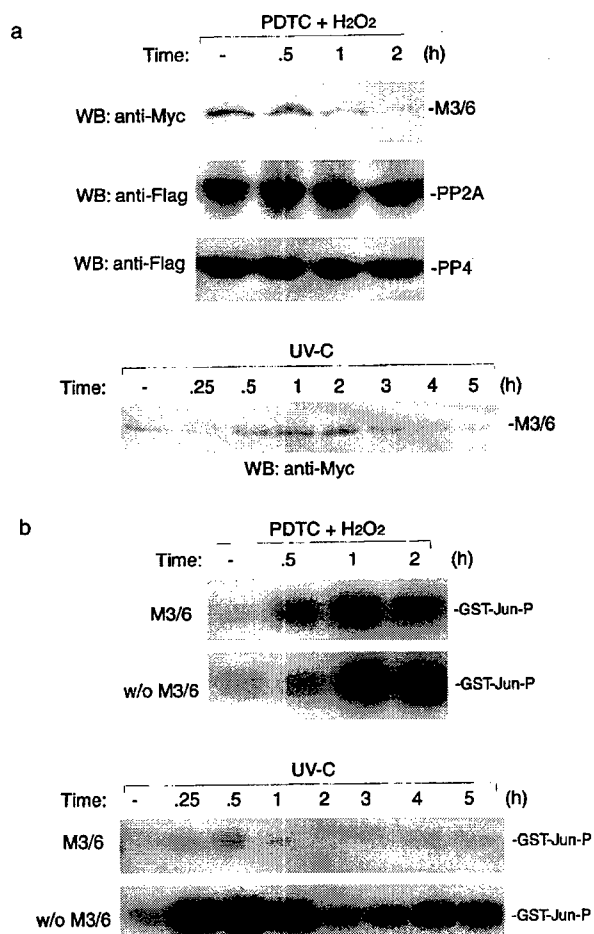 a
PDTC + H2O2
Time: - .5 1 2 (h)
WB: anti-Myc -M3/6
WB: anti-Flag -PP2A
WB: anti-Flag -PP4
UV-C
Time: - .25 .5 1 2 3 4 5 (h)
-M3/6
WB: anti-Myc
b
PDTC + H2O2
Time: - .5 1 2 (h)
M3/6 -GST-Jun-P
w/o M3/6 -GST-Jun-P
UV-C
Time: - .25 .5 1 2 3 4 5 (h)
M3/6 -GST-Jun-P
w/o M3/6 -GST-Jun-P